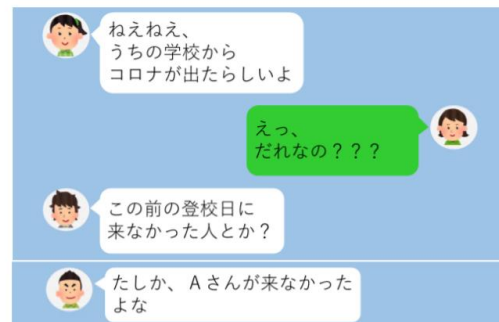 ねえねえ、
うちの学校から
コロナが出たらしいよ
えっ、
だれなの？？？
この前の登校日に
来なかった人とか？
たしか、Ａさんが来なかった
よな